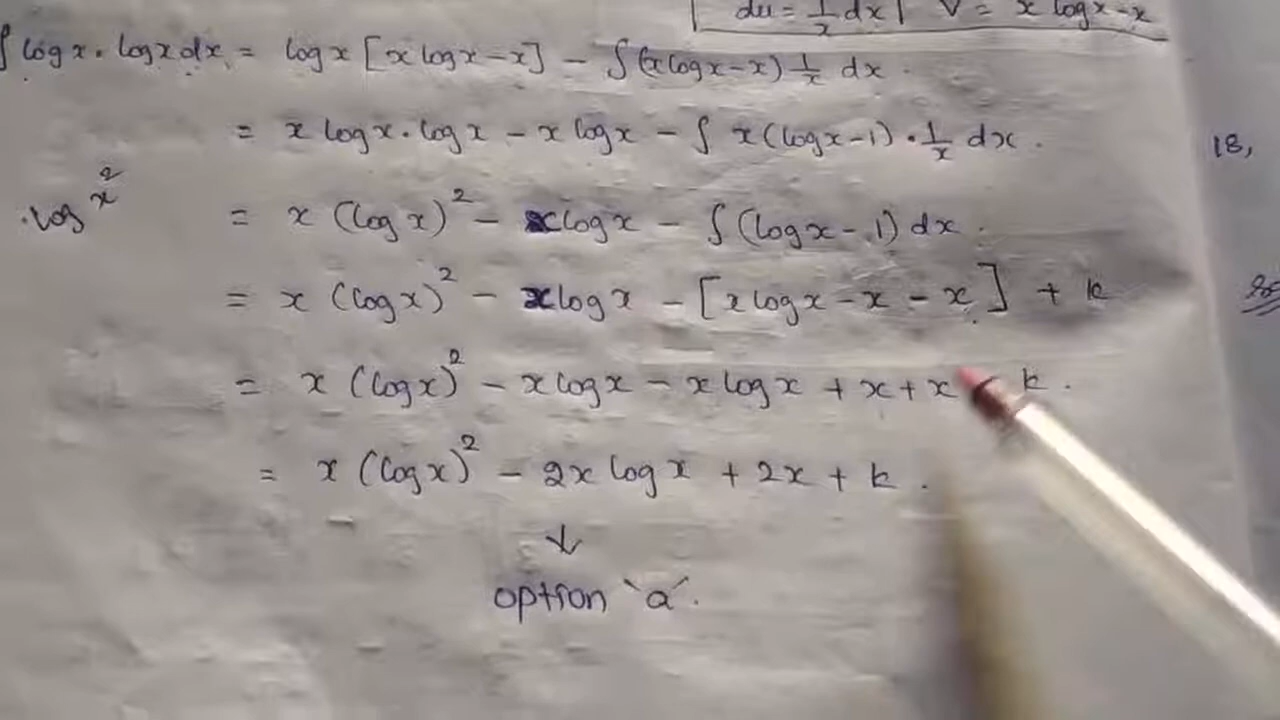 du = 1/x dx | V = x log x - x
∫ log x · log x dx = log x [x log x - x] - ∫ (x log x - x) 1/x dx.
= x log x · log x - x log x - ∫ x (log x - 1) · 1/x dx.
18,
.log x²
= x (log x)² - x log x - ∫ (log x - 1) dx.
= x (log x)² - x log x - [x log x - x - x] + k
= x (log x)² - x log x - x log x + x + x k.
= x (log x)² - 2x log x + 2x + k.
↓
option 'a'.